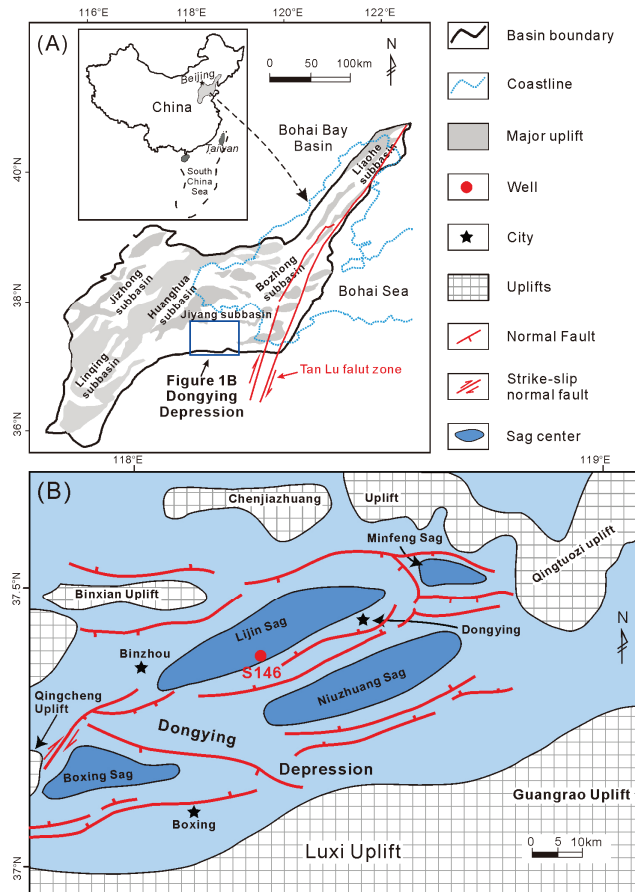 116°E
118°E
120°E
122°E
(A)
N
0
50
100km
Beijing
China
Taiwan
South
China
Sea
Bohai Bay
Basin
40°N
38°N
36°N
Liaohe
subbasin
Bozhong
subbasin
Bohai Sea
Jizhong
subbasin
Huanghua
subbasin
Jiyang subbasin
Linqing
subbasin
Figure 1B
Dongying
Depression
Tan Lu falut zone
Basin boundary
Coastline
Major uplift
Well
City
Uplifts
Normal Fault
Strike-slip
normal fault
Sag center
118°E
119°E
(B)
Chenjiazhuang
Uplift
Minfeng Sag
Qingtuozi uplift
37.5°N
Binxian Uplift
Lijin Sag
Dongying
N
Binzhou
S146
Niuzhuang Sag
Qingcheng
Uplift
Dongying
Depression
Boxing Sag
Boxing
Guangrao Uplift
Luxi Uplift
0
5
10km
37°N